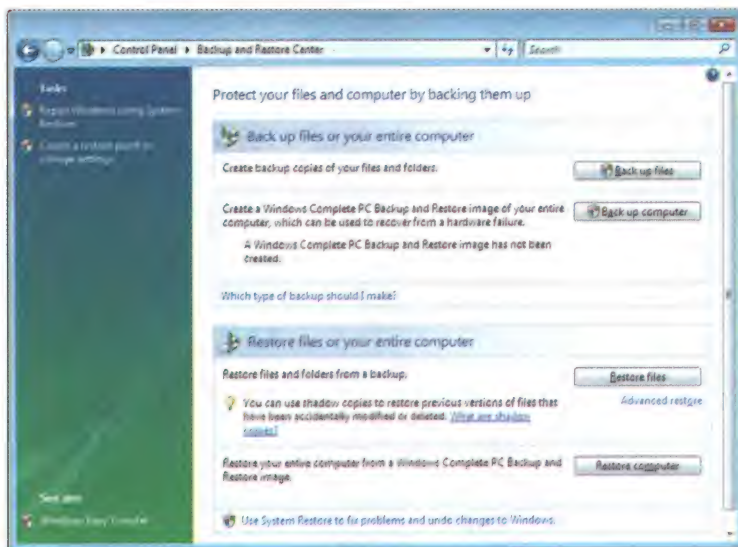 Control Panel ▸ Backup and Restore Center
Search
Tasks
Repair Windows using System
Restore
Create a restore point or
change settings
Protect your files and computer by backing them up
Back up files or your entire computer
Create backup copies of your files and folders.
Back up files
Create a Windows Complete PC Backup and Restore image of your entire
computer, which can be used to recover from a hardware failure.
Back up computer
A Windows Complete PC Backup and Restore image has not been
created.
Which type of backup should I make?
Restore files or your entire computer
Restore files and folders from a backup.
Restore files
You can use shadow copies to restore previous versions of files that
have been accidentally modified or deleted. What are shadow
copies?
Advanced restore
Restore your entire computer from a Windows Complete PC Backup and
Restore image.
Restore computer
Use System Restore to fix problems and undo changes to Windows.
See also
Windows Easy Transfer